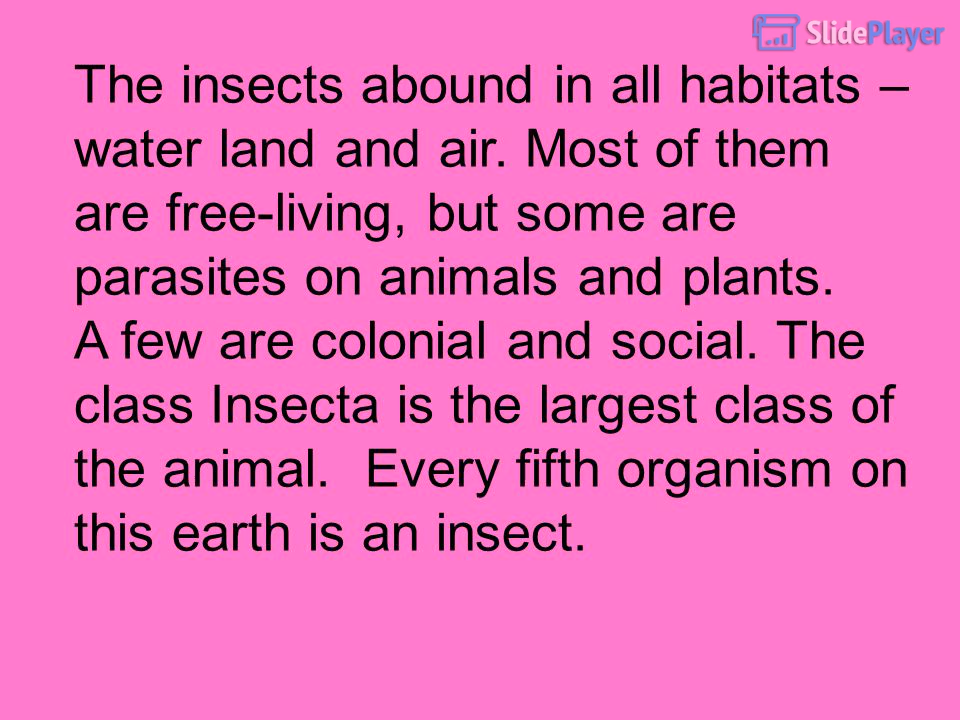 SlidePlayer
The insects abound in all habitats –
water land and air. Most of them
are free-living, but some are
parasites on animals and plants.
A few are colonial and social. The
class Insecta is the largest class of
the animal.  Every fifth organism on
this earth is an insect.